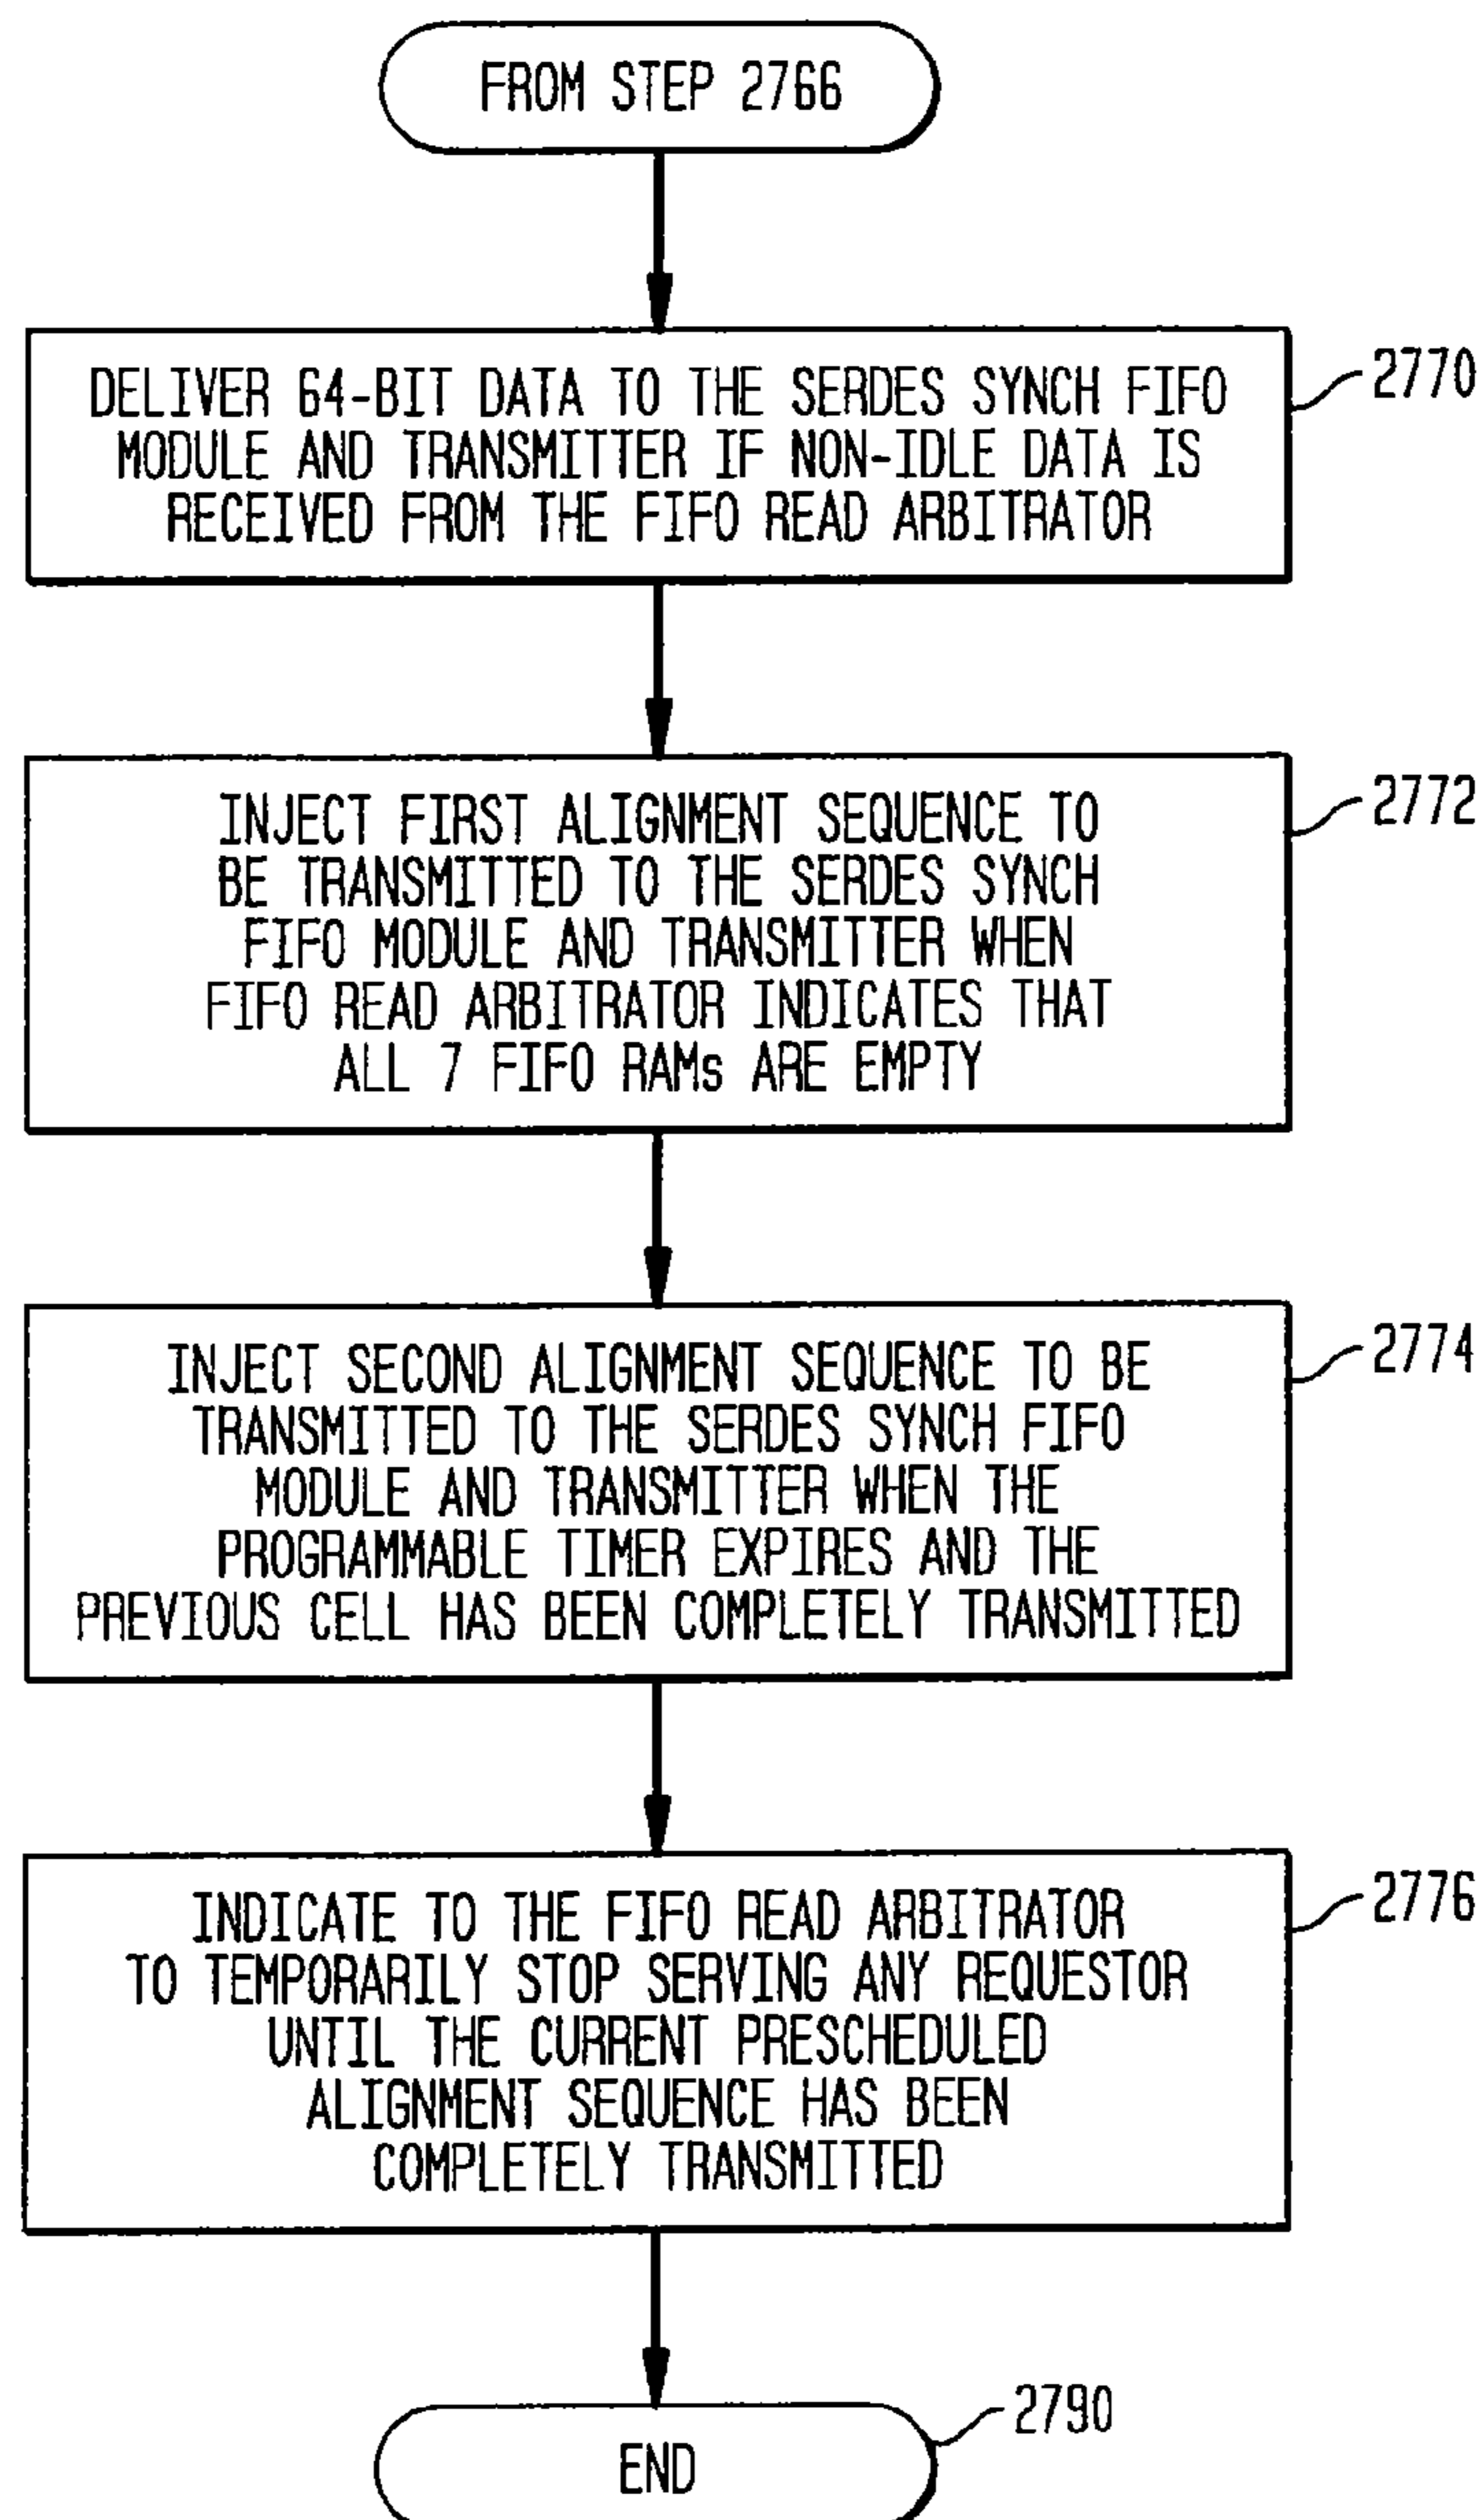 FROM STEP 2766
DELIVER 64-BIT DATA TO THE SERDES SYNCH FIFO
MODULE AND TRANSMITTER IF NON-IDLE DATA IS
RECEIVED FROM THE FIFO READ ARBITRATOR
2770
INJECT FIRST ALIGNMENT SEQUENCE TO
BE TRANSMITTED TO THE SERDES SYNCH
FIFO MODULE AND TRANSMITTER WHEN
FIFO READ ARBITRATOR INDICATES THAT
ALL 7 FIFO RAMs ARE EMPTY
2772
INJECT SECOND ALIGNMENT SEQUENCE TO BE
TRANSMITTED TO THE SERDES SYNCH FIFO
MODULE AND TRANSMITTER WHEN THE
PROGRAMMABLE TIMER EXPIRES AND THE
PREVIOUS CELL HAS BEEN COMPLETELY TRANSMITTED
2774
INDICATE TO THE FIFO READ ARBITRATOR
TO TEMPORARILY STOP SERVING ANY REQUESTOR
UNTIL THE CURRENT PRESCHEDULED
ALIGNMENT SEQUENCE HAS BEEN
COMPLETELY TRANSMITTED
2776
END
2790